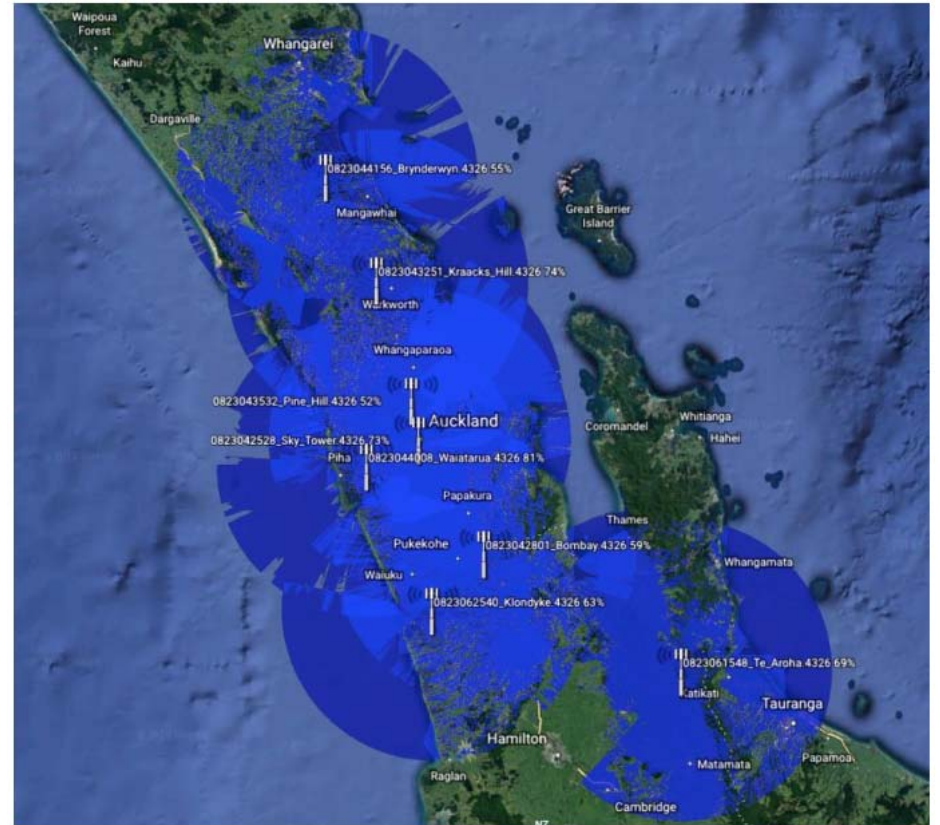 Waipoua
Forest
Whangarei
Kaihu
Dargaville
0823044156_Brynderwyn 4326 55%
Mangawhai
Great Barrier
Island
0823043251_Kraacks_Hill 4326 74%
Warkworth
Whangaparaoa
0823043532_Pine_Hill 4326 52%
Auckland
Whitianga
Coromandel
Hahei
0823042528_Sky_Tower 4326 73%
Piha
0823044008_Waiatarua 4326 81%
Papakura
Thames
Pukekohe
0823042801_Bombay 4326 59%
Whangamata
Waiuku
0823062540_Klondyke 4326 63%
0823061548_Te_Aroha 4326 69%
Katikati
Tauranga
Hamilton
Papamoa
Matamata
Raglan
Cambridge
NZ